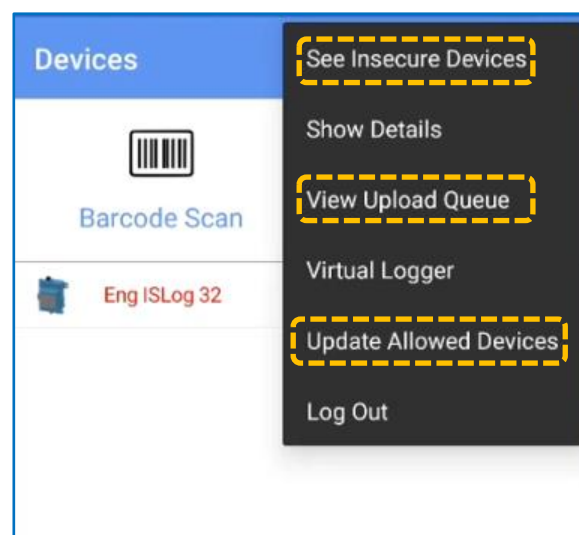 Devices
Barcode Scan
Eng ISLog 32
See Insecure Devices
Show Details
View Upload Queue
Virtual Logger
Update Allowed Devices
Log Out